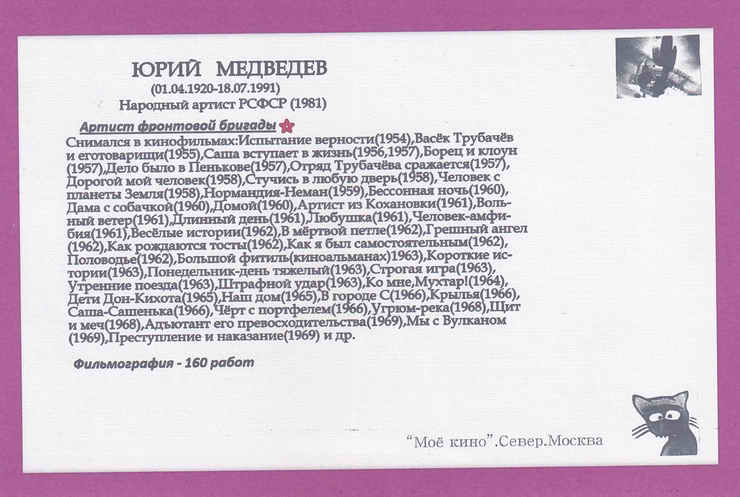 ЮРИЙ МЕДВЕДЕВ
(01.04.1920-18.07.1991)
Народный артист РСФСР (1981)
Артист фронтовой бригады
Снимался в кинофильмах:Испытание верности(1954),Васёк Трубачёв
и еготоварищи(1955),Саша вступает в жизнь(1956,1957),Борец и клоун
(1957),Дело было в Пенькове(1957),Отряд Трубачёва сражается(1957),
Дорогой мой человек(1958),Стучись в любую дверь(1958),Человек с
планеты Земля(1958),Нормандия-Неман(1959),Бессонная ночь(1960),
Дама с собачкой(1960),Домой(1960),Артист из Кохановки(1961),Воль-
ный ветер(1961),Длинный день(1961),Любушка(1961),Человек-амфи-
бия(1961),Весёлые истории(1962),В мёртвой петле(1962),Грешный ангел
(1962),Как рождаются тосты(1962),Как я был самостоятельным(1962),
Половодье(1962),Большой фитиль(киноальманах)1963),Короткие ис-
тории(1963),Понедельник-день тяжелый(1963),Строгая игра(1963),
Утренние поезда(1963),Штрафной удар(1963),Ко мне,Мухтар!(1964),
Дети Дон-Кихота(1965),Наш дом(1965),В городе С(1966),Крылья(1966),
Саша-Сашенька(1966),Чёрт с портфелем(1966),Угрюм-река(1968),Щит
и меч(1968),Адъютант его превосходительства(1969),Мы с Вулканом
(1969),Преступление и наказание(1969) и др.
Фильмография - 160 работ
"Моё кино".Север.Москва